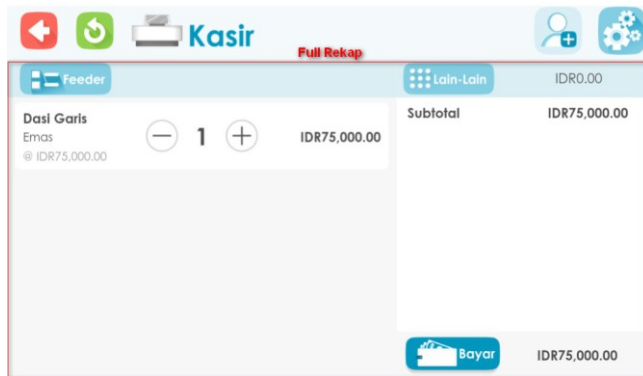 Kasir
Full Rekap
Feeder
Lain-Lain IDR0.00
Dasi Garis
Emas
@ IDR75,000.00
1
IDR75,000.00
Subtotal IDR75,000.00
Bayar IDR75,000.00